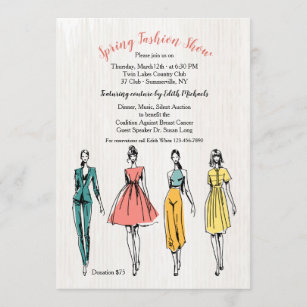 Spring Fashion Show
Please join us on
Thursday, March 12th - at 6:30 PM
Twin Lakes Country Club
37 Club - Summerville, NY
Featuring couture by Edith Michaels
Dinner, Music, Silent Auction
to benefit the
Coalition Against Breast Cancer
Guest Speaker Dr. Susan Long
For reservations call Edith White 123-456-7890
Donation $75